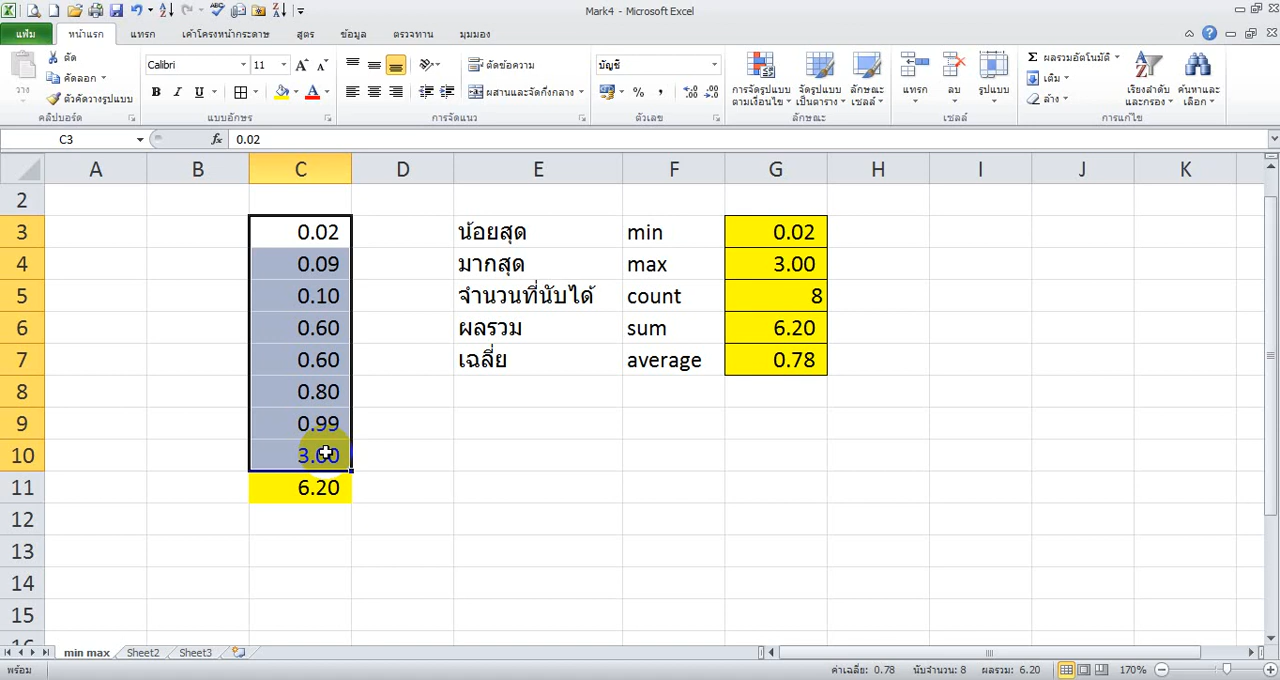 Mark4 - Microsoft Excel
แฟ้ม หน้าแรก แทรก เค้าโครงหน้ากระดาษ สูตร ข้อมูล ตรวจทาน มุมมอง
วาง
ตัด
คัดลอก
ตัวคัดวางรูปแบบ
คลิปบอร์ด
Calibri 11
B I U
แบบอักษร
ตัดข้อความ
ผสานและจัดกึ่งกลาง
การจัดแนว
บัญชี
%
ตัวเลข
การจัดรูปแบบ
ตามเงื่อนไข
จัดรูปแบบ
เป็นตาราง
ลักษณะ
เซลล์
ลักษณะ
แทรก ลบ รูปแบบ
เซลล์
Σ ผลรวมอัตโนมัติ
เติม
ล้าง
เรียงลำดับ
และกรอง
ค้นหาและ
เลือก
การแก้ไข
C3 fx 0.02
A B C D E F G H I J K
2
3 0.02 น้อยสุด min 0.02
4 0.09 มากสุด max 3.00
5 0.10 จำนวนที่นับได้ count 8
6 0.60 ผลรวม sum 6.20
7 0.60 เฉลี่ย average 0.78
8 0.80
9 0.99
10 3.00
11 6.20
12
13
14
15
16
min max Sheet2 Sheet3
พร้อม ค่าเฉลี่ย: 0.78 นับจำนวน: 8 ผลรวม: 6.20 170%